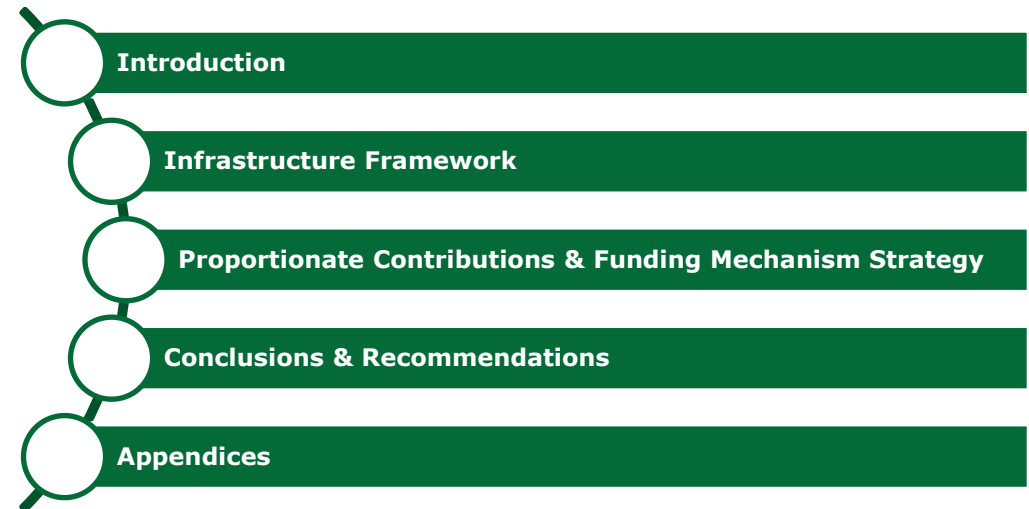 Introduction
Infrastructure Framework
Proportionate Contributions & Funding Mechanism Strategy
Conclusions & Recommendations
Appendices